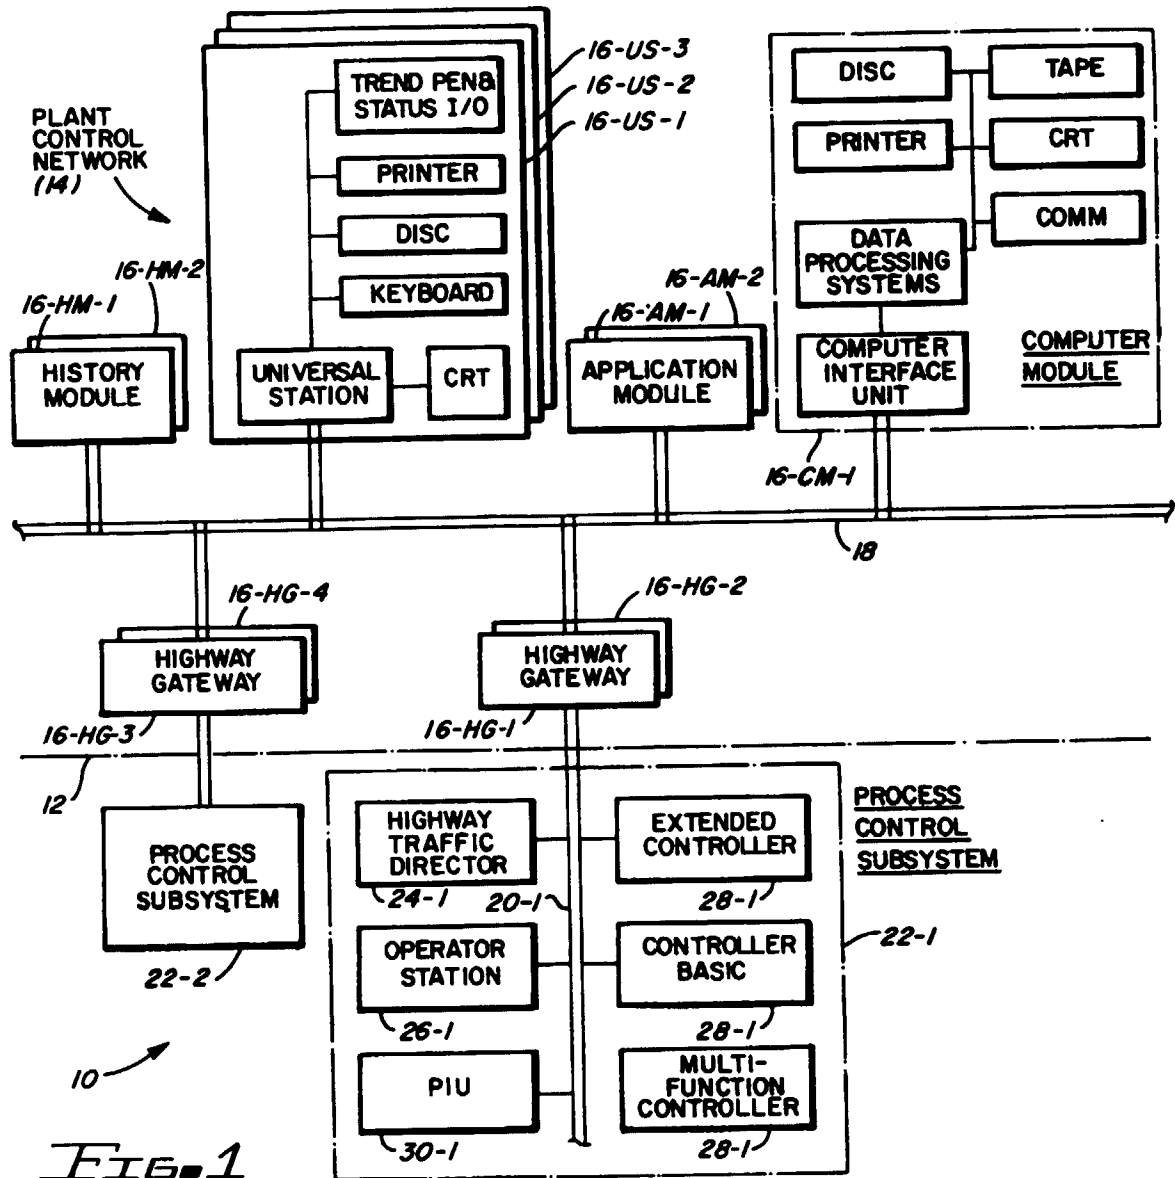 16-US-3
16-US-2
16-US-1
TREND PEN&
STATUS I/O
PRINTER
DISC
KEYBOARD
UNIVERSAL
STATION
CRT
PLANT
CONTROL
NETWORK
(14)
16-HM-2
16-HM-1
HISTORY
MODULE
16-AM-2
16-AM-1
APPLICATION
MODULE
DISC
TAPE
PRINTER
CRT
COMM
DATA
PROCESSING
SYSTEMS
COMPUTER
INTERFACE
UNIT
COMPUTER
MODULE
16-CM-1
18
16-HG-4
HIGHWAY
GATEWAY
16-HG-3
16-HG-2
HIGHWAY
GATEWAY
16-HG-1
12
PROCESS
CONTROL
SUBSYSTEM
22-2
HIGHWAY
TRAFFIC
DIRECTOR
24-1
20-1
EXTENDED
CONTROLLER
28-1
PROCESS
CONTROL
SUBSYSTEM
OPERATOR
STATION
26-1
CONTROLLER
BASIC
28-1
22-1
PIU
30-1
MULTI-
FUNCTION
CONTROLLER
28-1
10
FIG. 1